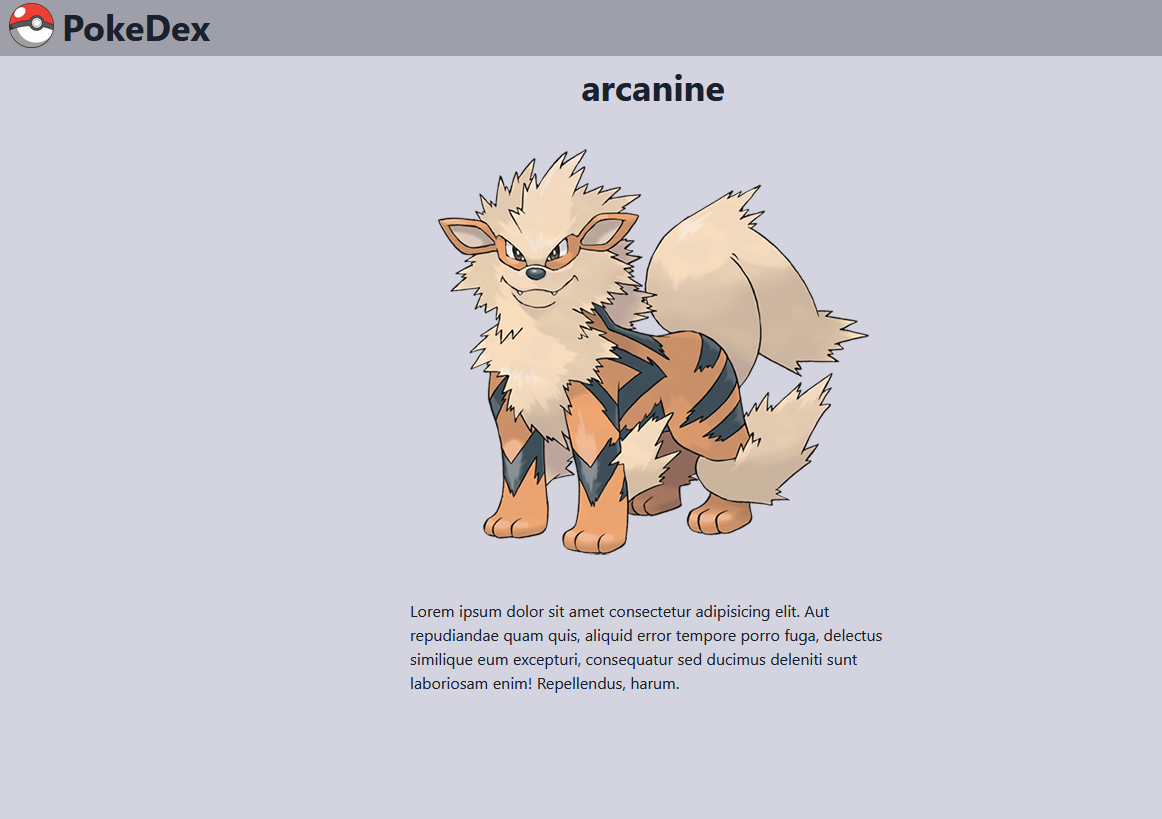 PokeDex
arcanine
Lorem ipsum dolor sit amet consectetur adipisicing elit. Aut
repudiandae quam quis, aliquid error tempore porro fuga, delectus
similique eum excepturi, consequatur sed ducimus deleniti sunt
laboriosam enim! Repellendus, harum.